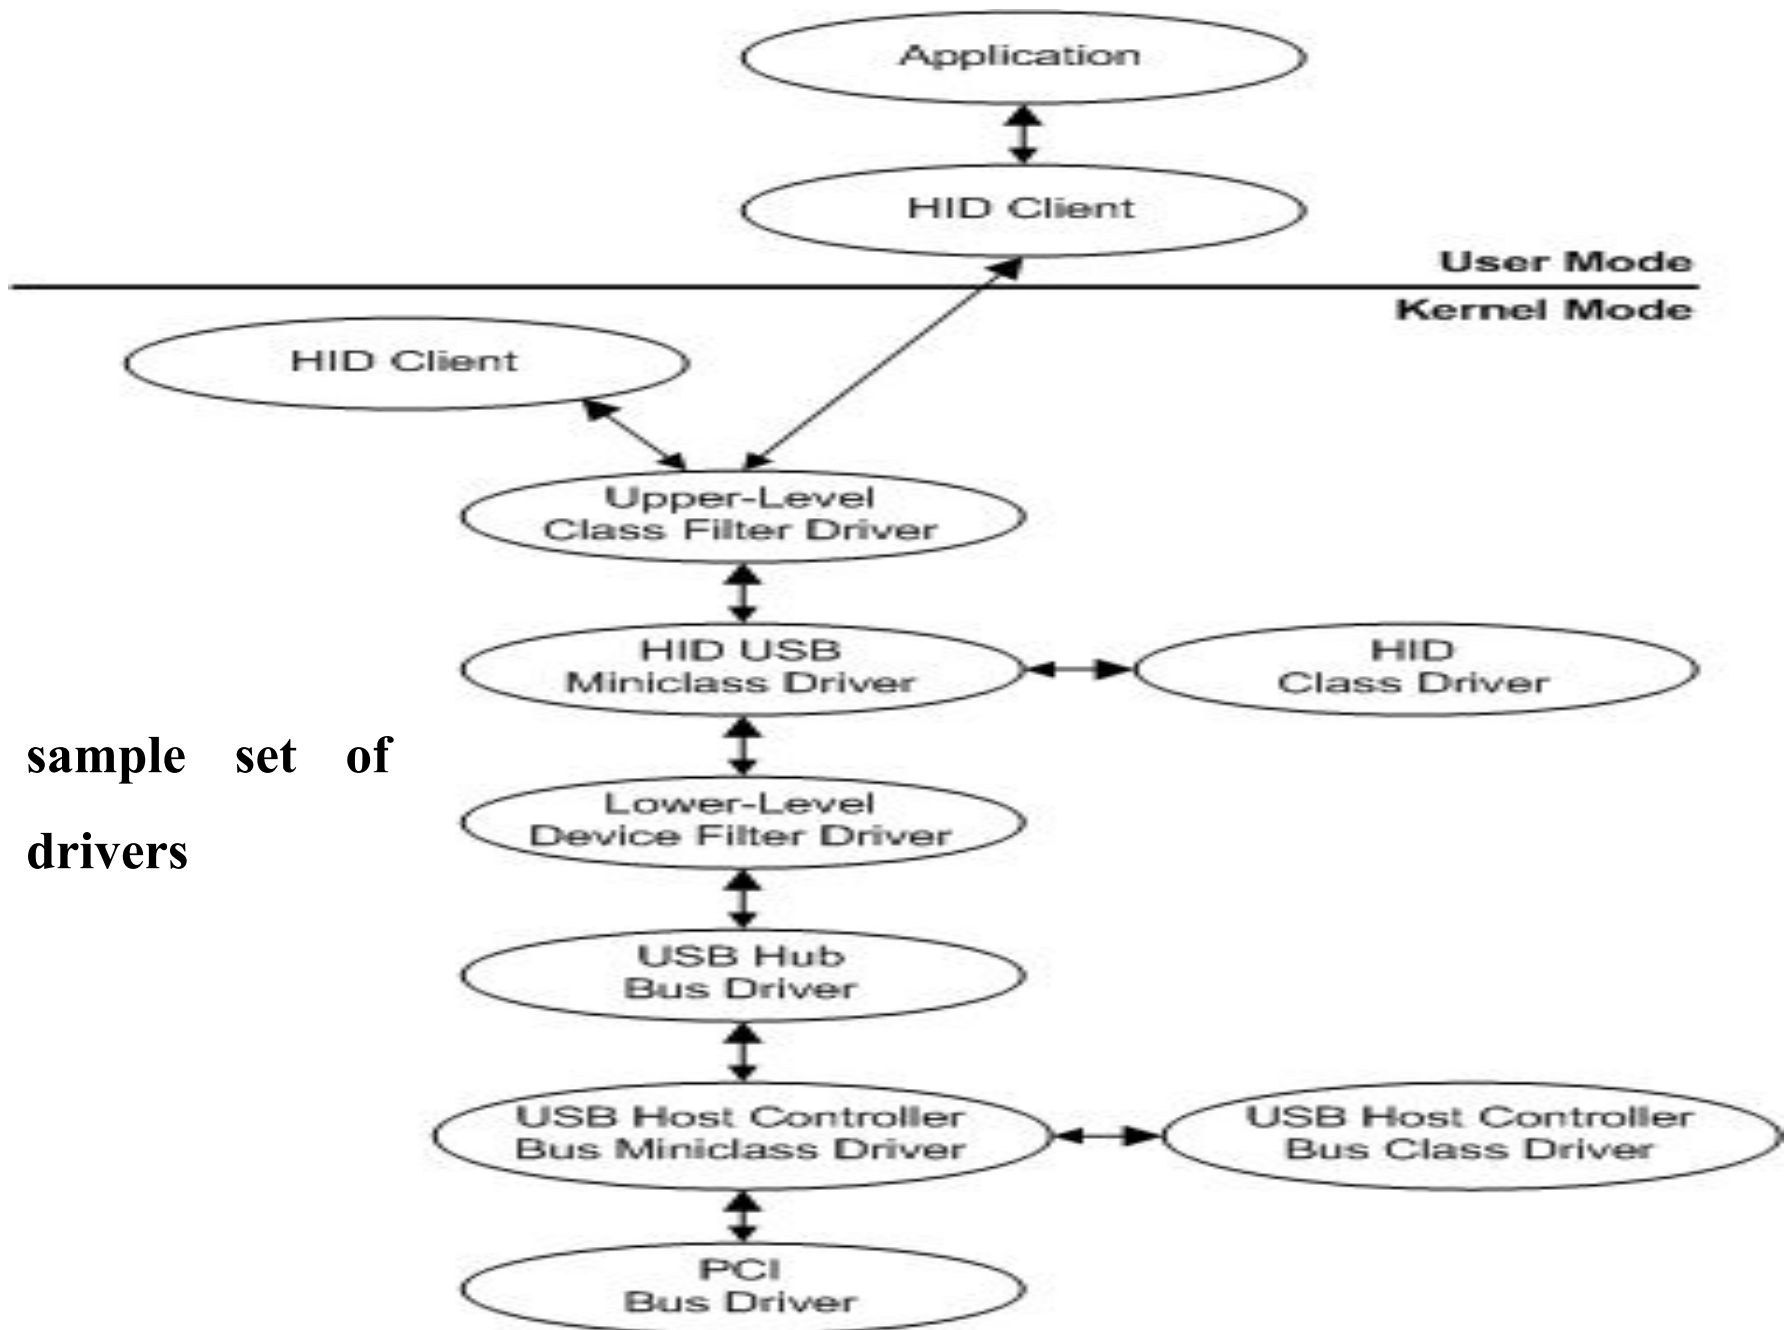 Application
HID Client
User Mode
Kernel Mode
HID Client
Upper-Level
Class Filter Driver
HID USB
Miniclass Driver
HID
Class Driver
sample set of
drivers
Lower-Level
Device Filter Driver
USB Hub
Bus Driver
USB Host Controller
Bus Miniclass Driver
USB Host Controller
Bus Class Driver
PCI
Bus Driver